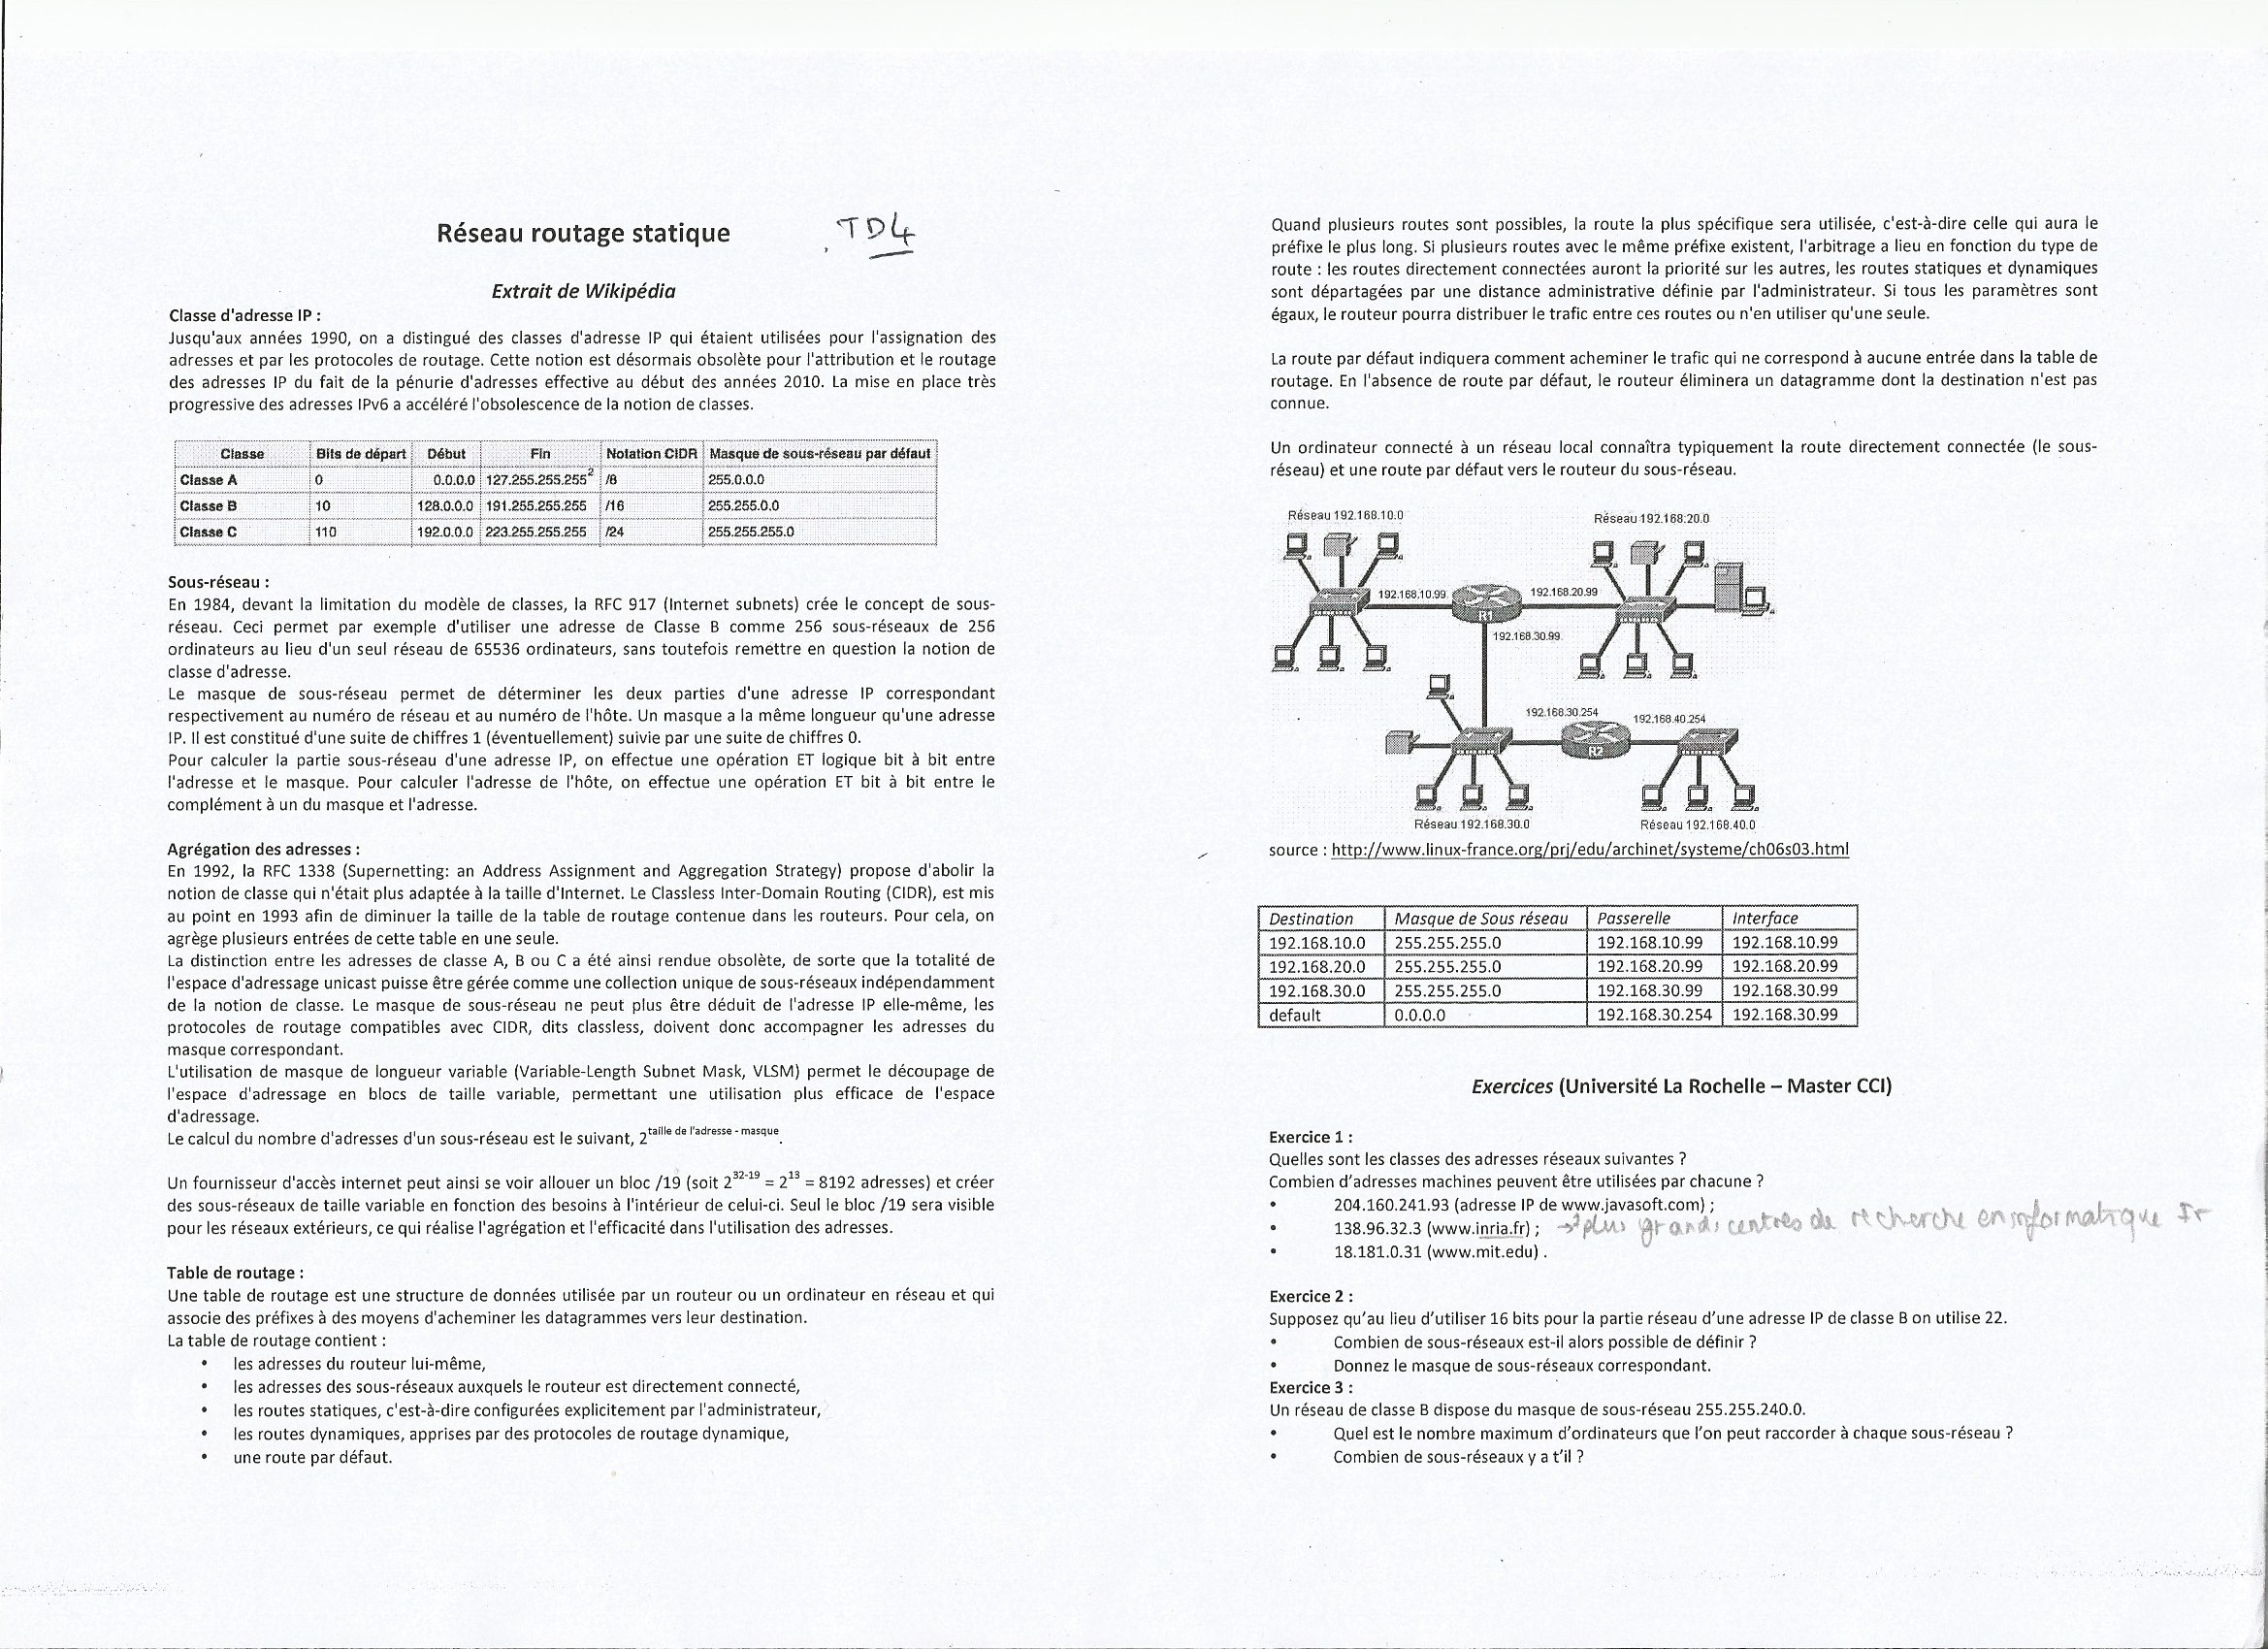 Réseau routage statique
TD4
Extrait de Wikipédia
Classe d'adresse IP :
Jusqu'aux années 1990, on a distingué des classes d'adresse IP qui étaient utilisées pour l'assignation des
adresses et par les protocoles de routage. Cette notion est désormais obsolète pour l'attribution et le routage
des adresses IP du fait de la pénurie d'adresses effective au début des années 2010. La mise en place très
progressive des adresses IPv6 a accéléré l'obsolescence de la notion de classes.
Classe Bits de départ Début Fin Notation CIDR Masque de sous-réseau par défaut
Classe A 0 0.0.0.0 127.255.255.255² /8 255.0.0.0
Classe B 10 128.0.0.0 191.255.255.255 /16 255.255.0.0
Classe C 110 192.0.0.0 223.255.255.255 /24 255.255.255.0
Sous-réseau :
En 1984, devant la limitation du modèle de classes, la RFC 917 (Internet subnets) crée le concept de sous-
réseau. Ceci permet par exemple d'utiliser une adresse de Classe B comme 256 sous-réseaux de 256
ordinateurs au lieu d'un seul réseau de 65536 ordinateurs, sans toutefois remettre en question la notion de
classe d'adresse.
Le masque de sous-réseau permet de déterminer les deux parties d'une adresse IP correspondant
respectivement au numéro de réseau et au numéro de l'hôte. Un masque a la même longueur qu'une adresse
IP. Il est constitué d'une suite de chiffres 1 (éventuellement) suivie par une suite de chiffres 0.
Pour calculer la partie sous-réseau d'une adresse IP, on effectue une opération ET logique bit à bit entre
l'adresse et le masque. Pour calculer l'adresse de l'hôte, on effectue une opération ET bit à bit entre le
complément à un du masque et l'adresse.
Agrégation des adresses :
En 1992, la RFC 1338 (Supernetting: an Address Assignment and Aggregation Strategy) propose d'abolir la
notion de classe qui n'était plus adaptée à la taille d'Internet. Le Classless Inter-Domain Routing (CIDR), est mis
au point en 1993 afin de diminuer la taille de la table de routage contenue dans les routeurs. Pour cela, on
agrège plusieurs entrées de cette table en une seule.
La distinction entre les adresses de classe A, B ou C a été ainsi rendue obsolète, de sorte que la totalité de
l'espace d'adressage unicast puisse être gérée comme une collection unique de sous-réseaux indépendamment
de la notion de classe. Le masque de sous-réseau ne peut plus être déduit de l'adresse IP elle-même, les
protocoles de routage compatibles avec CIDR, dits classless, doivent donc accompagner les adresses du
masque correspondant.
L'utilisation de masque de longueur variable (Variable-Length Subnet Mask, VLSM) permet le découpage de
l'espace d'adressage en blocs de taille variable, permettant une utilisation plus efficace de l'espace
d'adressage.
Le calcul du nombre d'adresses d'un sous-réseau est le suivant, 2^taille de l'adresse - masque.
Un fournisseur d'accès internet peut ainsi se voir allouer un bloc /19 (soit 2^32-19 = 2^13 = 8192 adresses) et créer
des sous-réseaux de taille variable en fonction des besoins à l'intérieur de celui-ci. Seul le bloc /19 sera visible
pour les réseaux extérieurs, ce qui réalise l'agrégation et l'efficacité dans l'utilisation des adresses.
Table de routage :
Une table de routage est une structure de données utilisée par un routeur ou un ordinateur en réseau et qui
associe des préfixes à des moyens d'acheminer les datagrammes vers leur destination.
La table de routage contient :
• les adresses du routeur lui-même,
• les adresses des sous-réseaux auxquels le routeur est directement connecté,
• les routes statiques, c'est-à-dire configurées explicitement par l'administrateur,
• les routes dynamiques, apprises par des protocoles de routage dynamique,
• une route par défaut.
Quand plusieurs routes sont possibles, la route la plus spécifique sera utilisée, c'est-à-dire celle qui aura le
préfixe le plus long. Si plusieurs routes avec le même préfixe existent, l'arbitrage a lieu en fonction du type de
route : les routes directement connectées auront la priorité sur les autres, les routes statiques et dynamiques
sont départagées par une distance administrative définie par l'administrateur. Si tous les paramètres sont
égaux, le routeur pourra distribuer le trafic entre ces routes ou n'en utiliser qu'une seule.
La route par défaut indiquera comment acheminer le trafic qui ne correspond à aucune entrée dans la table de
routage. En l'absence de route par défaut, le routeur éliminera un datagramme dont la destination n'est pas
connue.
Un ordinateur connecté à un réseau local connaîtra typiquement la route directement connectée (le sous-
réseau) et une route par défaut vers le routeur du sous-réseau.
Réseau 192.168.10.0
Réseau 192.168.20.0
192.168.10.99
192.168.20.99
R1
192.168.30.99
192.168.30.254
192.168.40.254
R2
Réseau 192.168.30.0
Réseau 192.168.40.0
source : http://www.linux-france.org/prj/edu/archinet/systeme/ch06s03.html
Destination Masque de Sous réseau Passerelle Interface
192.168.10.0 255.255.255.0 192.168.10.99 192.168.10.99
192.168.20.0 255.255.255.0 192.168.20.99 192.168.20.99
192.168.30.0 255.255.255.0 192.168.30.99 192.168.30.99
default 0.0.0.0 192.168.30.254 192.168.30.99
Exercices (Université La Rochelle – Master CCI)
Exercice 1 :
Quelles sont les classes des adresses réseaux suivantes ?
Combien d'adresses machines peuvent être utilisées par chacune ?
• 204.160.241.93 (adresse IP de www.javasoft.com) ;
• 138.96.32.3 (www.inria.fr) ; → plus grands centres de recherche en informatique
• 18.181.0.31 (www.mit.edu) .
Exercice 2 :
Supposez qu'au lieu d'utiliser 16 bits pour la partie réseau d'une adresse IP de classe B on utilise 22.
• Combien de sous-réseaux est-il alors possible de définir ?
• Donnez le masque de sous-réseaux correspondant.
Exercice 3 :
Un réseau de classe B dispose du masque de sous-réseau 255.255.240.0.
• Quel est le nombre maximum d'ordinateurs que l'on peut raccorder à chaque sous-réseau ?
• Combien de sous-réseaux y a t'il ?